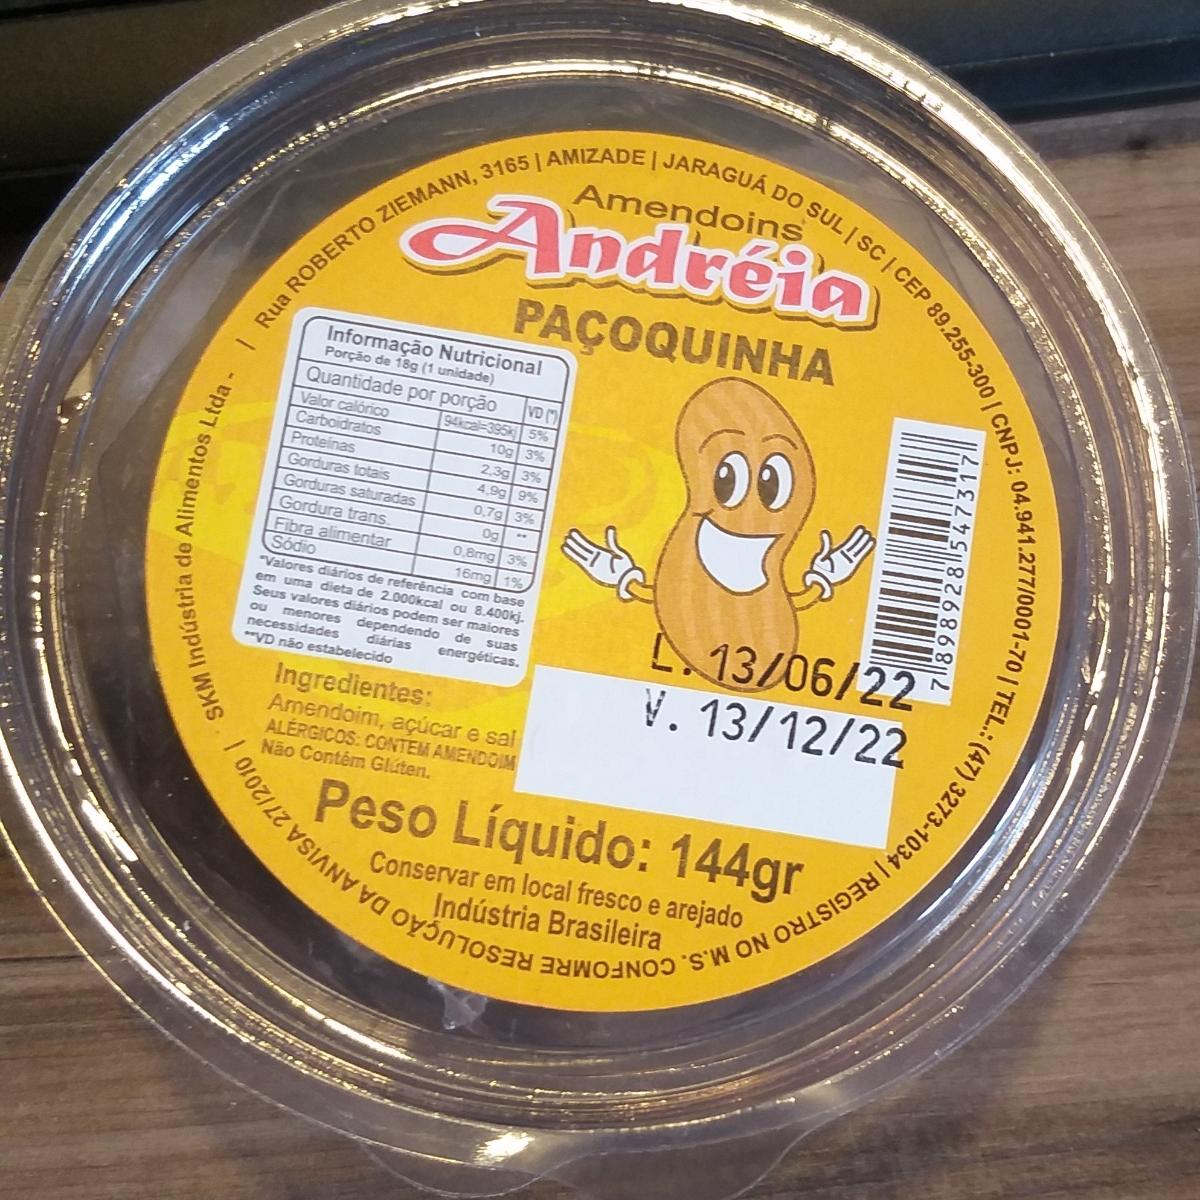 SKM Indústria de Alimentos Ltda - | Rua ROBERTO ZIEMANN, 3165 | AMIZADE | JARAGUÁ DO SUL | SC | CEP 89.255-300 | CNPJ: 04.941.277/0001-70 | TEL.: (47) 3273-1034 | REGISTRO NO M.S. CONFOMRE RESOLUÇÃO DA ANVISA 27/2010 |
Amendoins
Andréia
PAÇOQUINHA
Informação Nutricional
Porção de 18g (1 unidade)
Quantidade por porção VD (*)
Valor calórico 94kcal=395kj 5%
Carboidratos 10g 3%
Proteínas 2,3g 3%
Gorduras totais 4,9g 9%
Gorduras saturadas 0,7g 3%
Gordura trans. 0g **
Fibra alimentar 0,8mg 3%
Sódio 16mg 1%
*Valores diários de referência com base
em uma dieta de 2.000kcal ou 8.400kj.
Seus valores diários podem ser maiores
ou menores dependendo de suas
necessidades diárias energéticas.
**VD não estabelecido
7 898928 547317
L. 13/06/22
V. 13/12/22
Ingredientes:
Amendoim, açúcar e sal
ALÉRGICOS: CONTEM AMENDOIM
Não Contêm Glúten.
Peso Líquido: 144gr
Conservar em local fresco e arejado
Indústria Brasileira